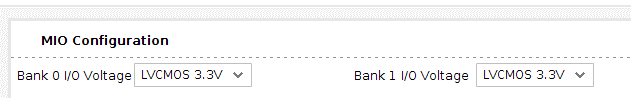 MIO Configuration
Bank 0 I/O Voltage LVCMOS 3.3V Bank 1 I/O Voltage LVCMOS 3.3V